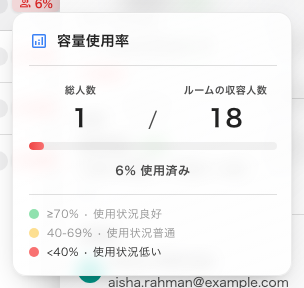 6%
容量使用率
総人数 ルームの収容人数
1 / 18
6% 使用済み
≥70% · 使用状況良好
40-69% · 使用状況普通
<40% · 使用状況低い
aisha.rahman@example.com